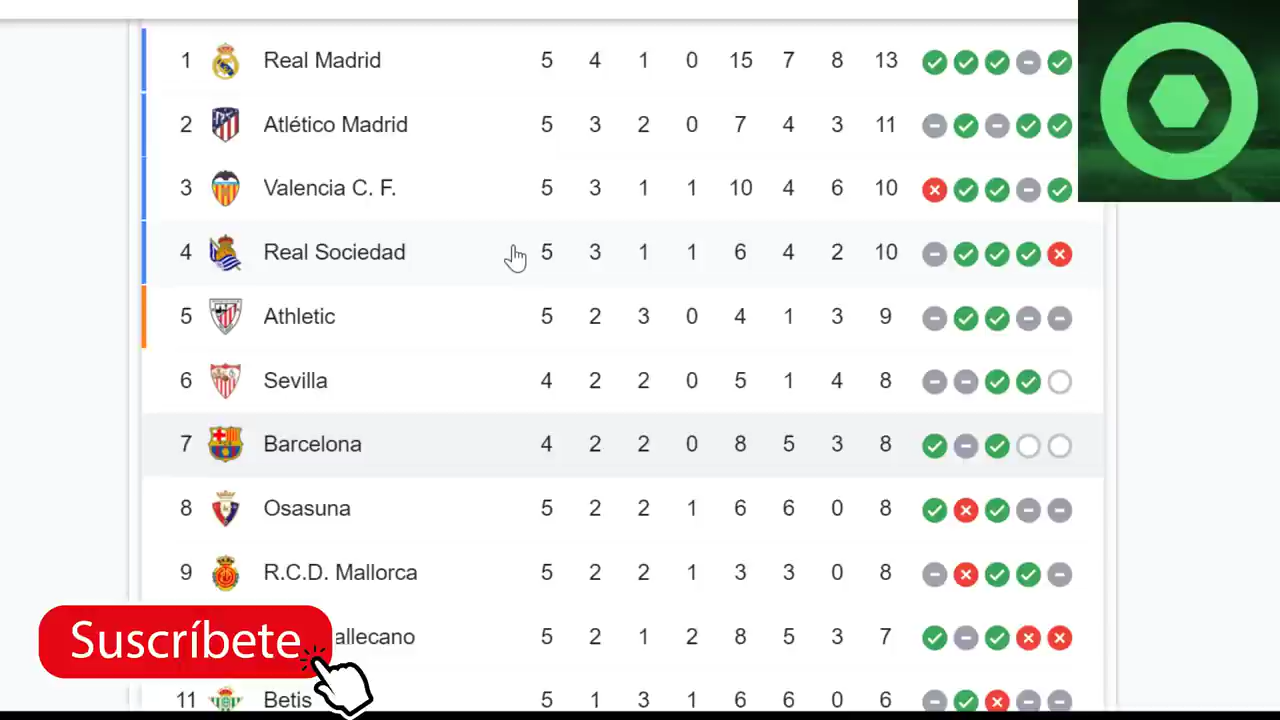 1 Real Madrid 5 4 1 0 15 7 8 13
2 Atlético Madrid 5 3 2 0 7 4 3 11
3 Valencia C. F. 5 3 1 1 10 4 6 10
4 Real Sociedad 5 3 1 1 6 4 2 10
5 Athletic 5 2 3 0 4 1 3 9
6 Sevilla 4 2 2 0 5 1 4 8
7 Barcelona 4 2 2 0 8 5 3 8
8 Osasuna 5 2 2 1 6 6 0 8
9 R.C.D. Mallorca 5 2 2 1 3 3 0 8
Suscríbete allecano 5 2 1 2 8 5 3 7
11 Betis 5 1 3 1 6 6 0 6